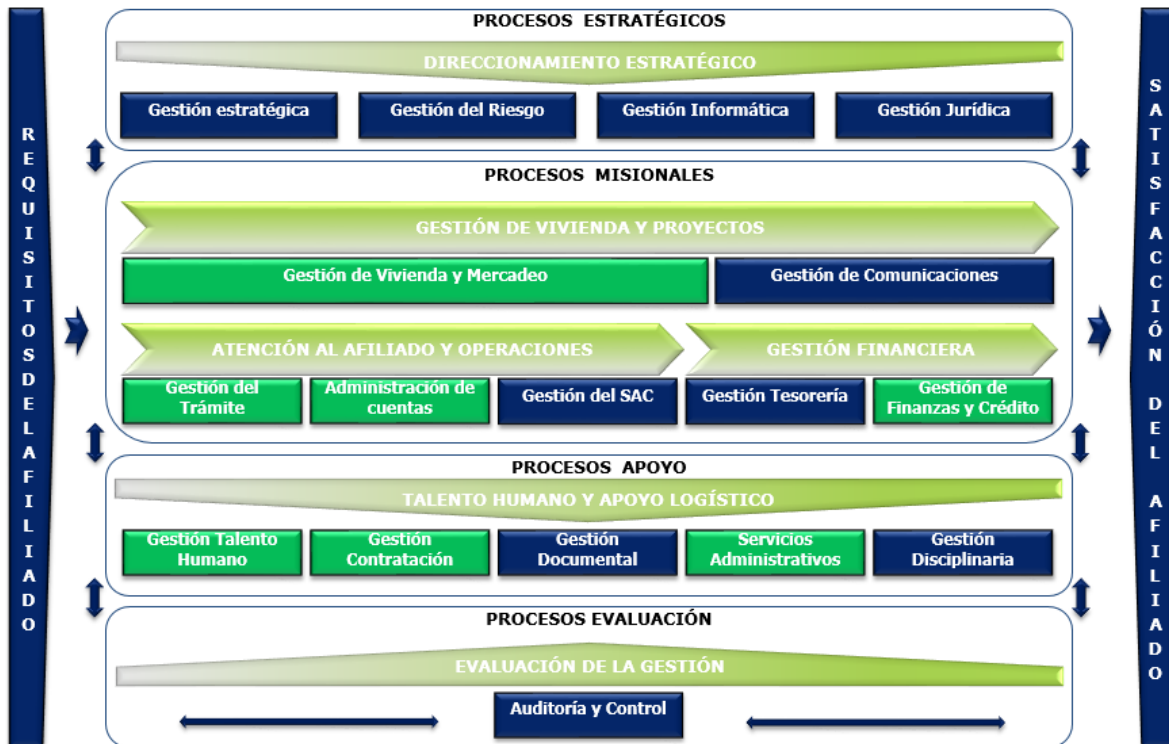 PROCESOS ESTRATÉGICOS
DIRECCIONAMIENTO ESTRATÉGICO
Gestión estratégica
Gestión del Riesgo
Gestión Informática
Gestión Jurídica
REQUISITOS DEL AFILIADO
PROCESOS MISIONALES
GESTIÓN DE VIVIENDA Y PROYECTOS
Gestión de Vivienda y Mercadeo
Gestión de Comunicaciones
ATENCIÓN AL AFILIADO Y OPERACIONES
GESTIÓN FINANCIERA
Gestión del
Trámite
Administración de
cuentas
Gestión del SAC
Gestión Tesorería
Gestión de
Finanzas y Crédito
PROCESOS APOYO
TALENTO HUMANO Y APOYO LOGÍSTICO
Gestión Talento
Humano
Gestión
Contratación
Gestión
Documental
Servicios
Administrativos
Gestión
Disciplinaria
PROCESOS EVALUACIÓN
EVALUACIÓN DE LA GESTIÓN
Auditoría y Control
SATISFACCIÓN DEL AFILIADO